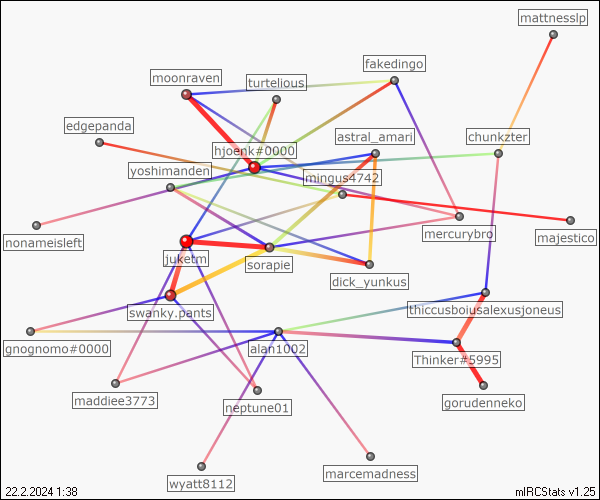 mattnesslp
fakedingo
moonraven
turtelious
edgepanda
astral_amari
chunkzter
hjoenk#0000
yoshimanden
mingus4742
nonameisleft
mercurybro
majestico
juketm
sorapie
dick_yunkus
swanky.pants
thiccusboiusalexusjoneus
gnognomo#0000
alan1002
Thinker#5995
maddiee3773
neptune01
gorudenneko
marcemadness
wyatt8112
22.2.2024 1:38
mIRCStats v1.25